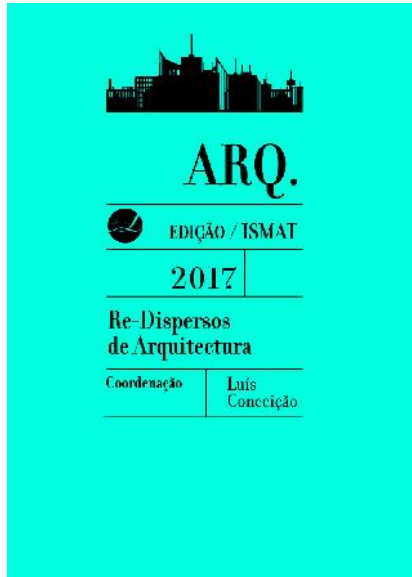 ARQ.
EDIÇÃO / ISMAT
2017
Re-Dispersos
de Arquitectura
Coordenação
Luís
Conceição